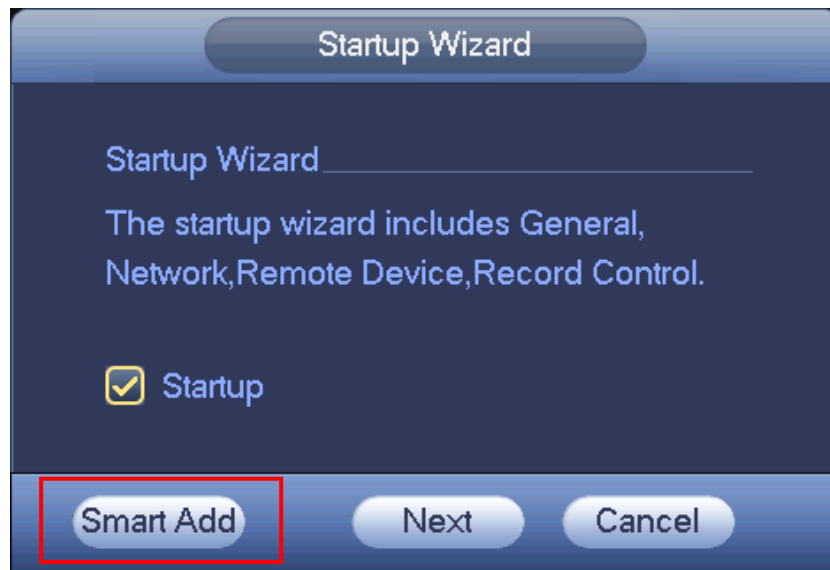 Startup Wizard
Startup Wizard
The startup wizard includes General,
Network,Remote Device,Record Control.
Startup
Smart Add Next Cancel